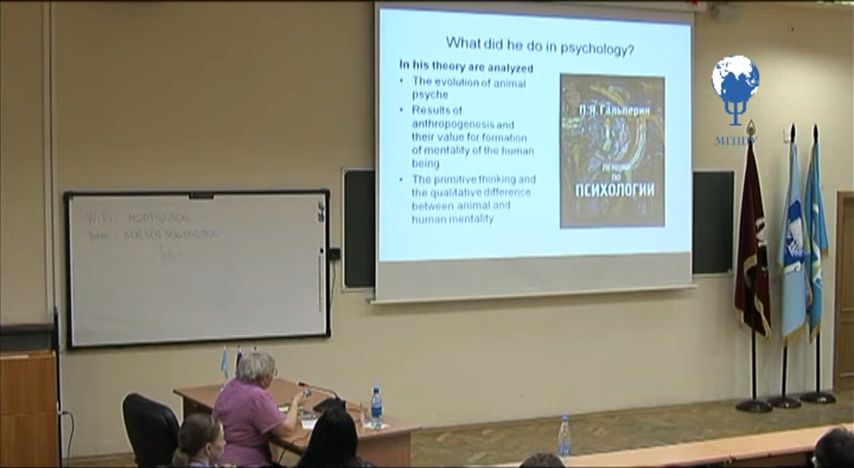 What did he do in psychology?
In his theory are analyzed
• The evolution of animal
psyche
• Results of
anthropogenesis and
their value for formation
of mentality of the human
being
• The primitive thinking and
the qualitative difference
between animal and
human mentality
П.Я.Гальперин
ЛЕКЦИИ
ПО
ПСИХОЛОГИИ
МГППУ